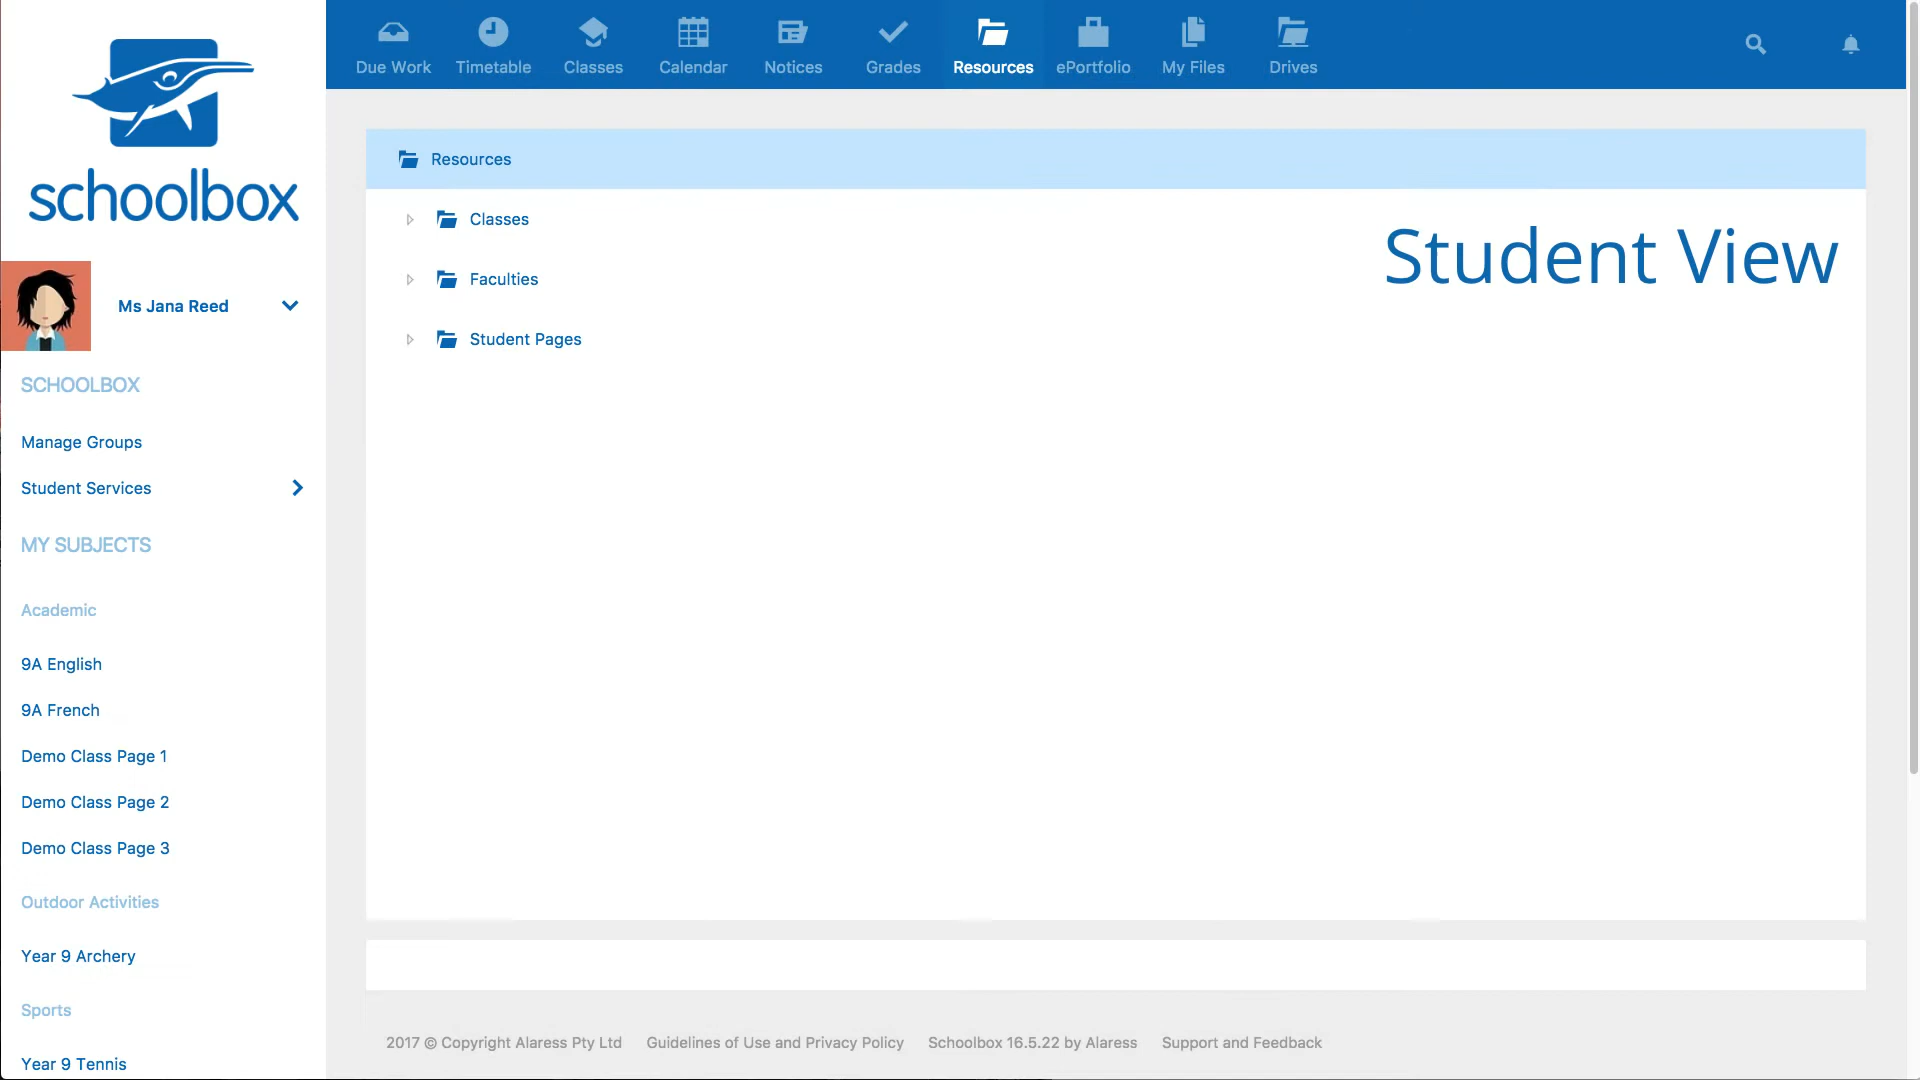 schoolbox
Ms Jana Reed
SCHOOLBOX
Manage Groups
Student Services
MY SUBJECTS
Academic
9A English
9A French
Demo Class Page 1
Demo Class Page 2
Demo Class Page 3
Outdoor Activities
Year 9 Archery
Sports
Year 9 Tennis
Due Work Timetable Classes Calendar Notices Grades Resources ePortfolio My Files Drives
Resources
Classes
Faculties
Student Pages
Student View
2017 © Copyright Alaress Pty Ltd Guidelines of Use and Privacy Policy Schoolbox 16.5.22 by Alaress Support and Feedback